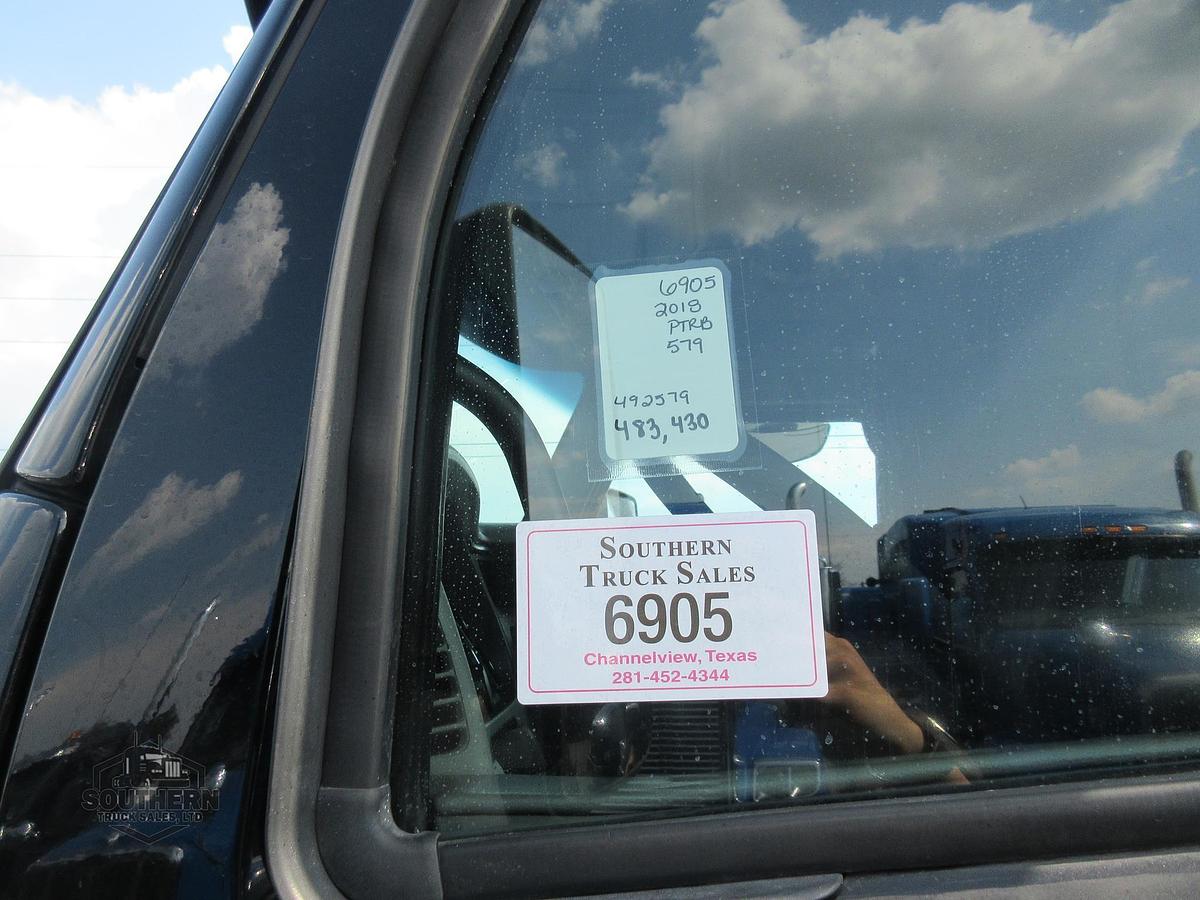 6905
2018
PTRB
579
492579
483,430
SOUTHERN
TRUCK SALES
6905
Channelview, Texas
281-452-4344
SOUTHERN
TRUCK SALES, LTD